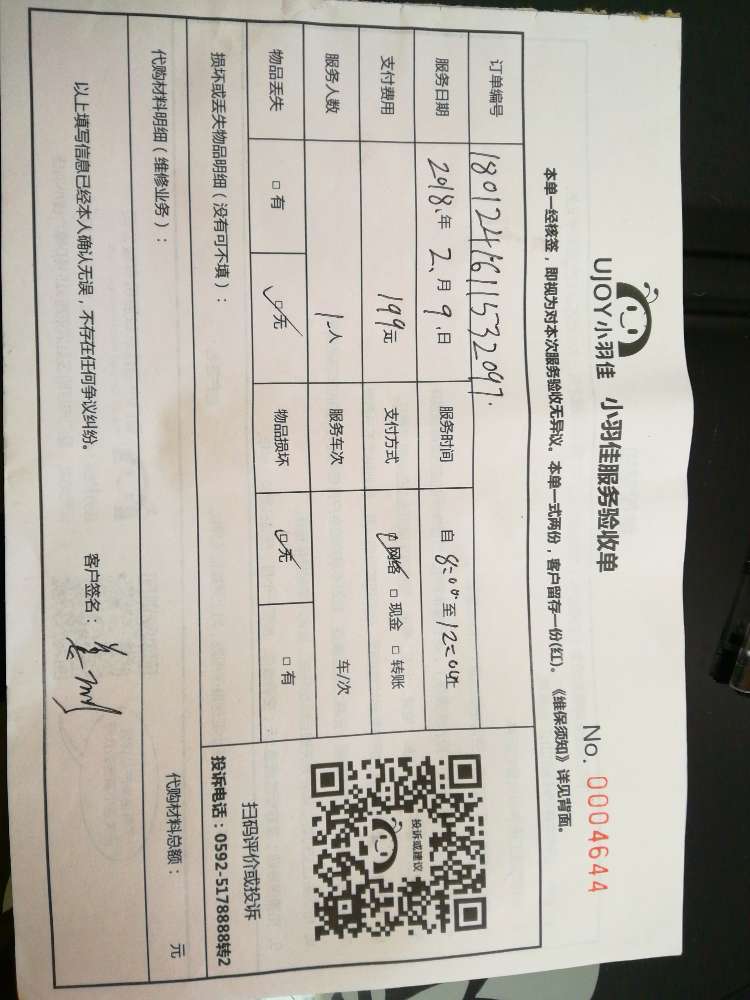 UJOY小羽佳 小羽佳服务验收单
No. 0004644
本单一经核签，即视为对本次服务验收无异议。本单一式两份，客户留存一份(红)。《维保须知》详见背面。
订单编号 1801241611532097.
服务日期 2018年2月9日 服务时间 自8:00至12:00止
支付费用 199元 支付方式 ☑网络 □现金 □转账
服务人数 1人 服务车次 车/次
物品丢失 □有 ☑无 物品损坏 ☑无 □有
损坏或丢失物品明细（没有可不填）：
投诉或建议
扫码评价或投诉
投诉电话：0592-5178888转2
代购材料明细（维修业务）： 代购材料总额： 元
以上填写信息已经本人确认无误，不存在任何争议纠纷。 客户签名：